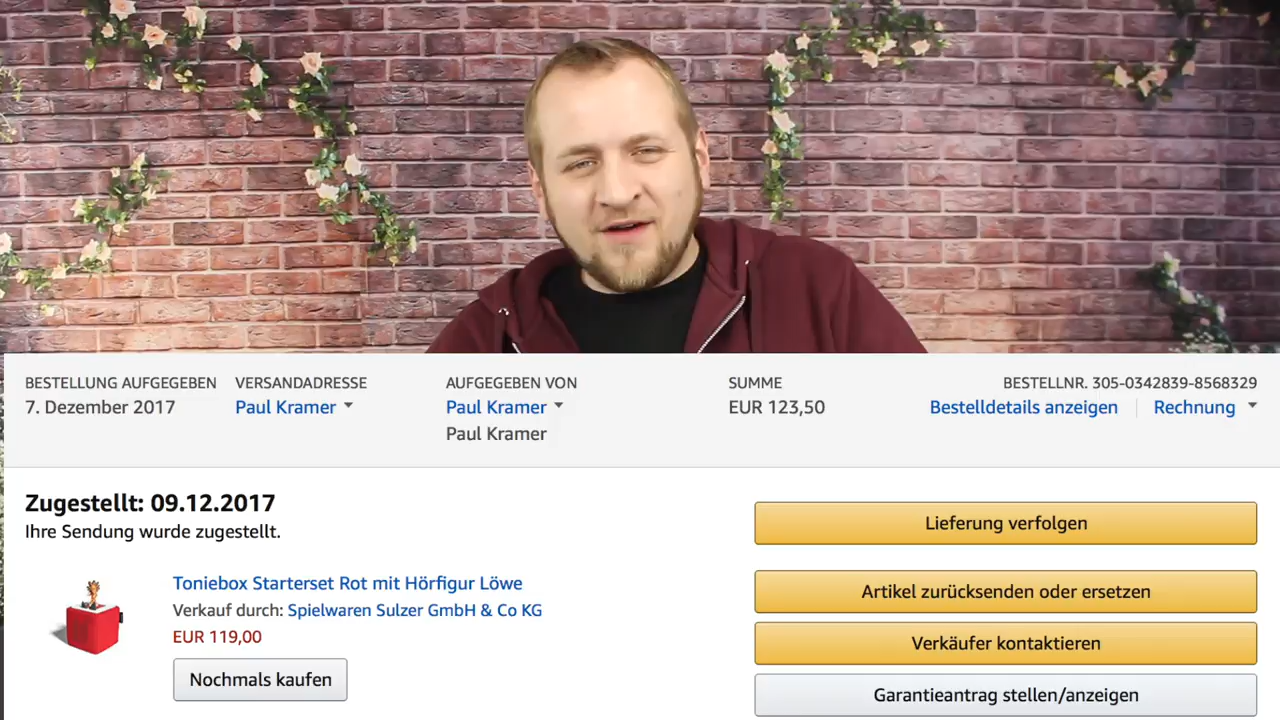 BESTELLUNG AUFGEGEBEN
7. Dezember 2017
VERSANDADRESSE
Paul Kramer
AUFGEGEBEN VON
Paul Kramer
Paul Kramer
SUMME
EUR 123,50
BESTELLNR. 305-0342839-8568329
Bestelldetails anzeigen
Rechnung
Zugestellt: 09.12.2017
Ihre Sendung wurde zugestellt.
Toniebox Starterset Rot mit Hörfigur Löwe
Verkauf durch: Spielwaren Sulzer GmbH & Co KG
EUR 119,00
Nochmals kaufen
Lieferung verfolgen
Artikel zurücksenden oder ersetzen
Verkäufer kontaktieren
Garantieantrag stellen/anzeigen